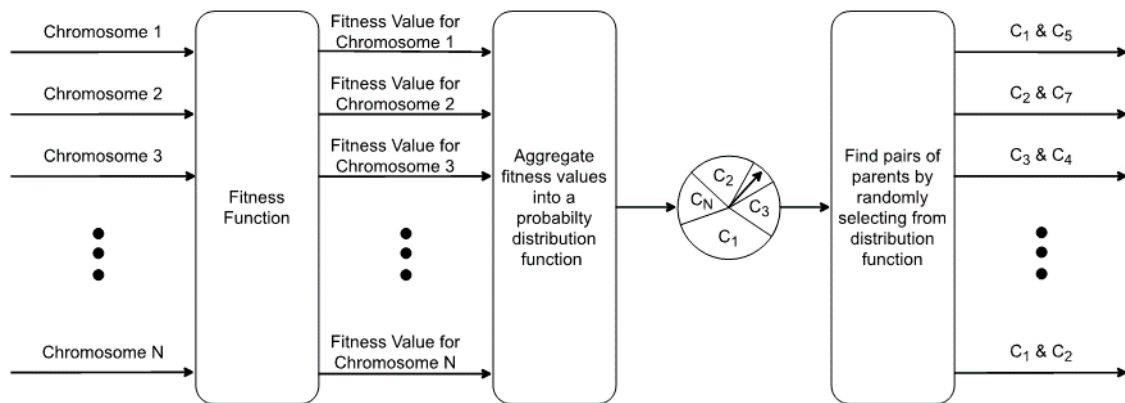 Chromosome 1
Chromosome 2
Chromosome 3
Chromosome N
Fitness
Function
Fitness Value for
Chromosome 1
Fitness Value for
Chromosome 2
Fitness Value for
Chromosome 3
Fitness Value for
Chromosome N
Aggregate
fitness values
into a
probabilty
distribution
function
C2
CN
C3
C1
Find pairs of
parents by
randomly
selecting from
distribution
function
C1 & C5
C2 & C7
C3 & C4
C1 & C2